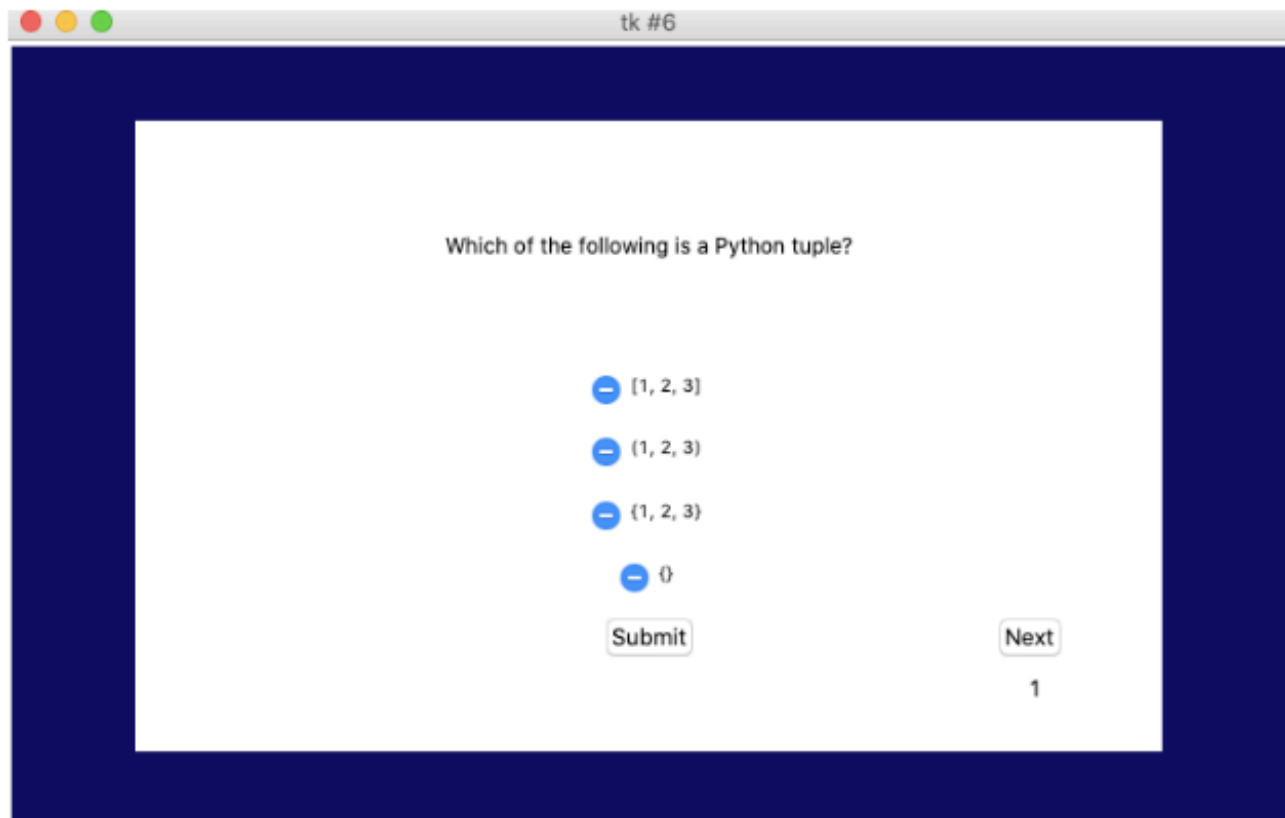 tk #6
Which of the following is a Python tuple?
[1, 2, 3]
(1, 2, 3)
{1, 2, 3}
{}
Submit
Next
1